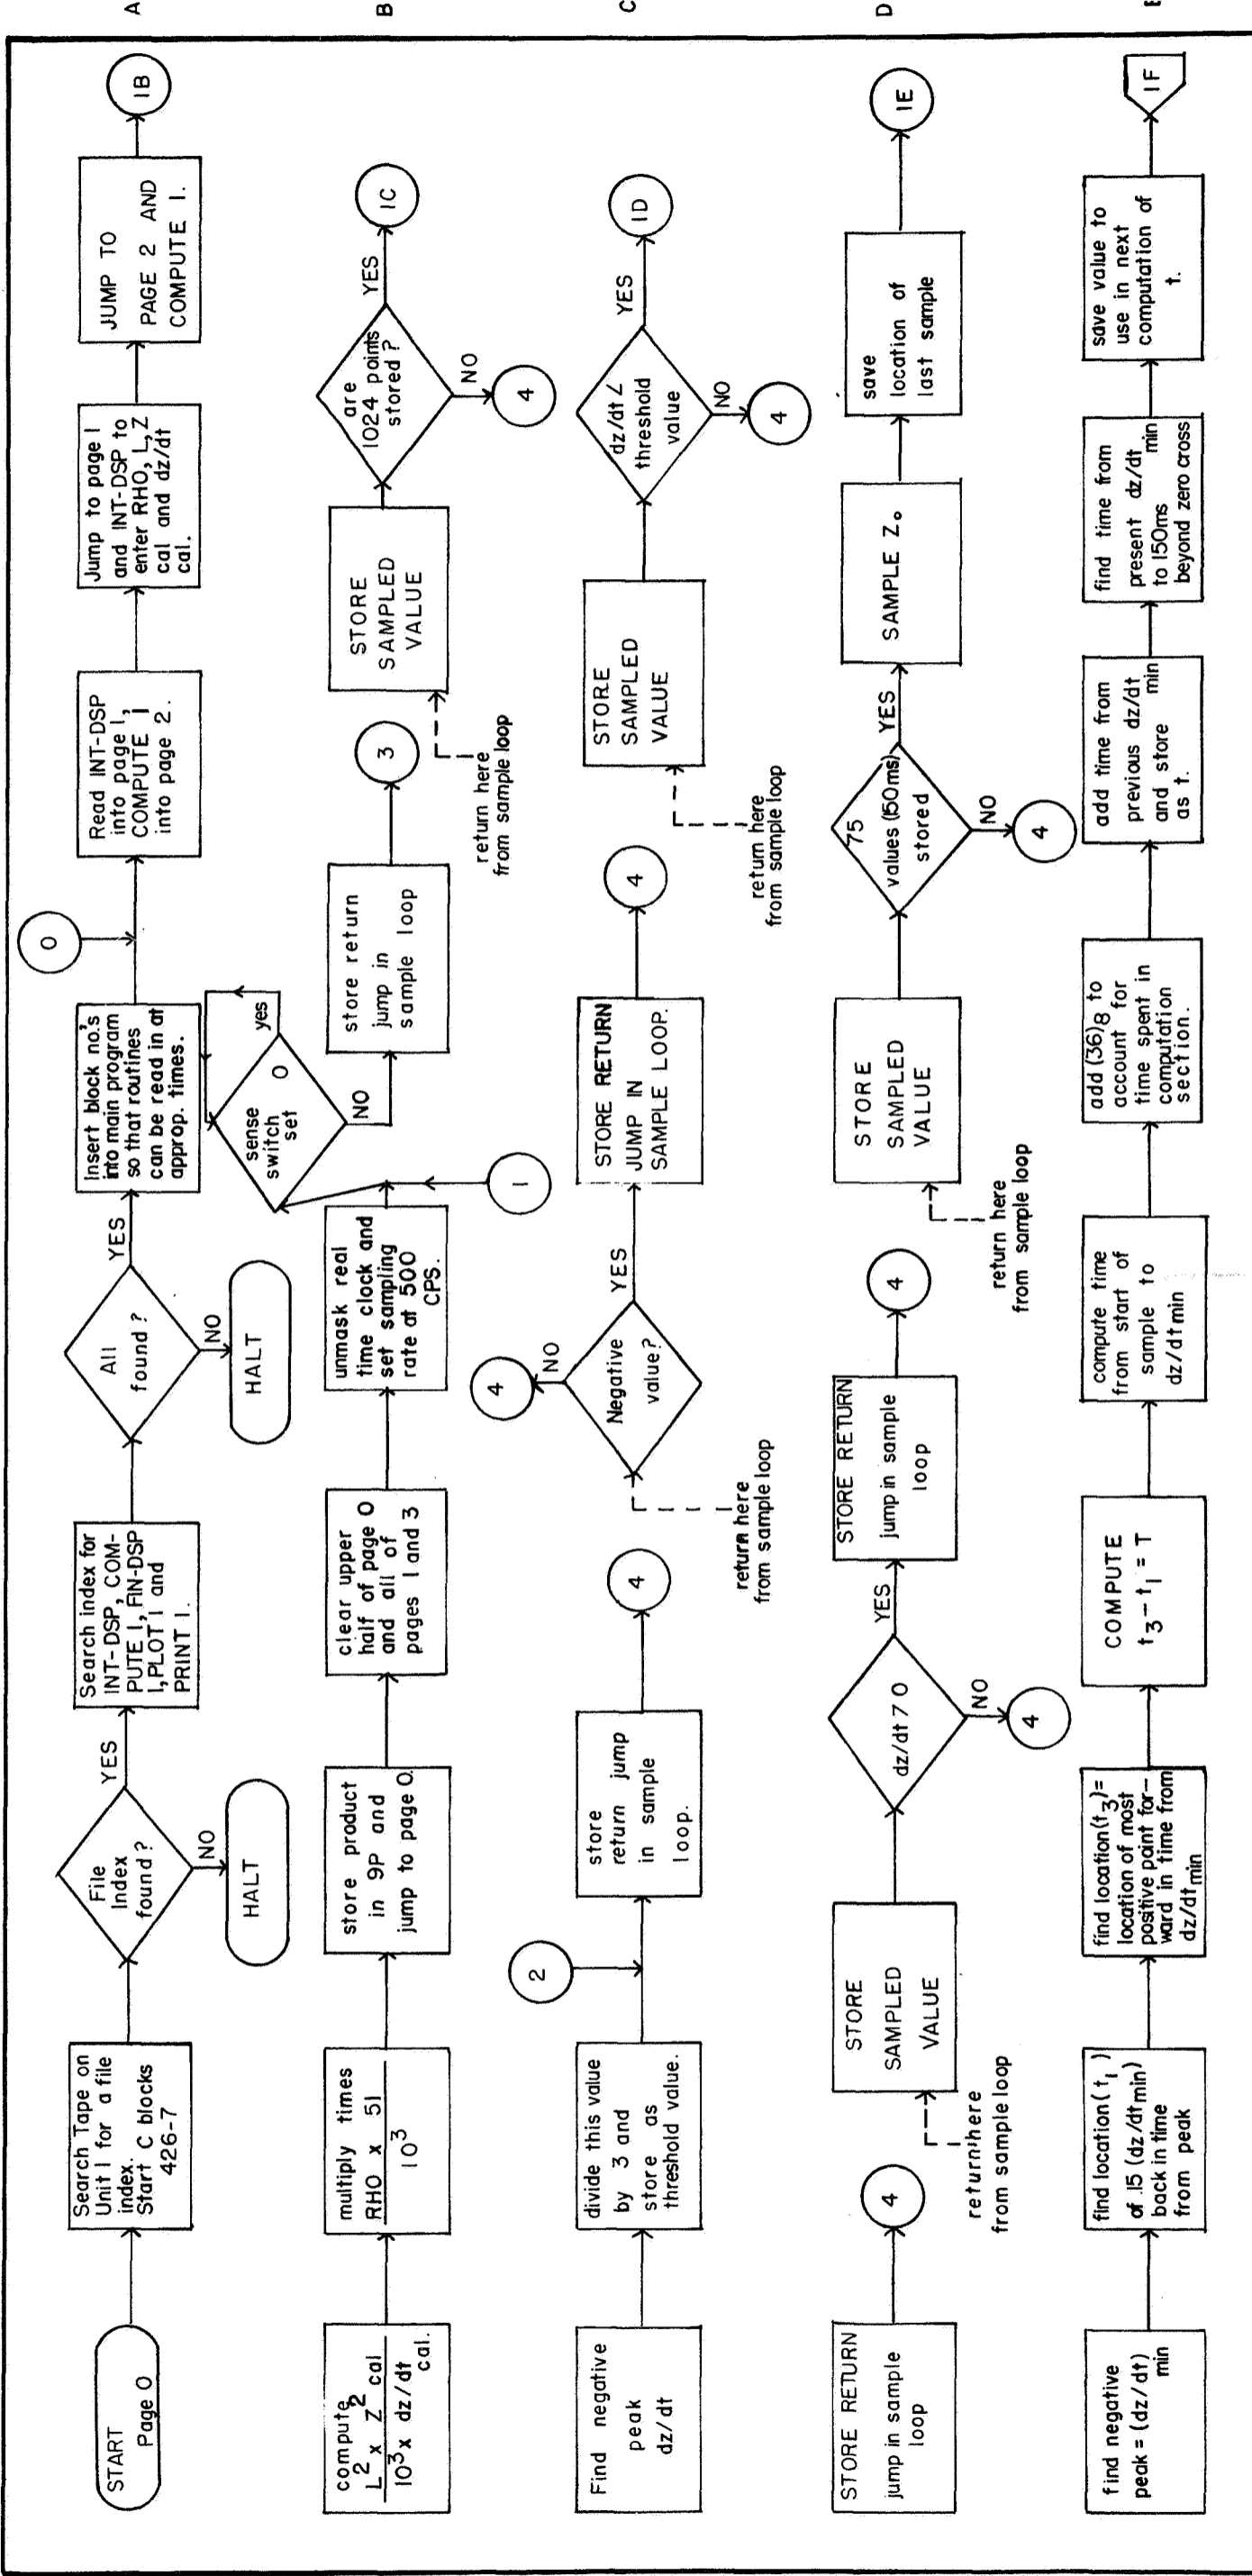 A
START
Page 0
Search Tape on
Unit 1 for a file
index.
Start C blocks
426-7
File
Index
found?
YES
NO
HALT
Search index for
INT-DSP, COM-
PUTE 1, FIN-DSP
1, PLOT 1 and
PRINT 1.
All
found?
YES
NO
HALT
Insert block no.'s
into main program
so that routines
can be read in at
approp. times.
0
Read INT-DSP
into page 1,
COMPUTE 1
into page 2.
Jump to page 1
and INT-DSP to
enter RHO, L, Z
cal and dz/dt
cal.
JUMP TO
PAGE 2 AND
COMPUTE 1.
1B
B
compute
L2 x Z2 cal
103 x dz/dt
cal.
multiply times
RHO x 51
103
store product
in 9P and
jump to page 0.
clear upper
half of page 0
and all of
pages 1 and 3
unmask real
time clock and
set sampling
rate at 500
CPS.
1
sense
switch 0
set
yes
NO
store return
jump in
sample loop
3
return here
from sample loop
STORE
SAMPLED
VALUE
are
1024 points
stored?
YES
NO
4
1C
C
Find negative
peak
dz/dt
divide this value
by 3 and
store as
threshold value.
2
store
return jump
in sample
loop.
4
return here
from sample loop
Negative
value?
NO
4
YES
STORE RETURN
JUMP IN
SAMPLE LOOP.
4
return here
from sample loop
STORE
SAMPLED
VALUE
dz/dt ∠
threshold
value
YES
NO
4
1D
D
STORE RETURN
jump in sample
loop
4
return here
from sample loop
STORE
SAMPLED
VALUE
dz/dt 7 0
YES
NO
4
STORE RETURN
jump in sample
loop
4
return here
from sample loop
STORE
SAMPLED
VALUE
75
values (150ms)
stored
YES
NO
4
SAMPLE Zo
save
location of
last sample
1E
E
find negative
peak = (dz/dt)
min
find location (t1)
of .15 (dz/dt min)
back in time
from peak
find location (t3)=
location of most
positive point for-
ward in time from
dz/dt min
COMPUTE
t3-t1 = T
compute time
from start of
sample to
dz/dt min
add (36)8 to
account for
time spent in
computation
section.
add time from
previous dz/dt
min
and store
as t.
find time from
present dz/dt
min
to 150ms
beyond zero cross
save value to
use in next
computation of
t.
1F